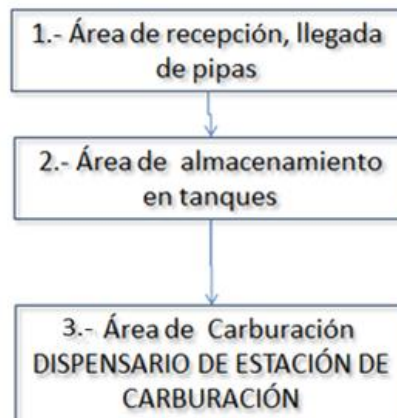 1.- Área de recepción, llegada
de pipas
2.- Área de almacenamiento
en tanques
3.- Área de Carburación
DISPENSARIO DE ESTACIÓN DE
CARBURACIÓN